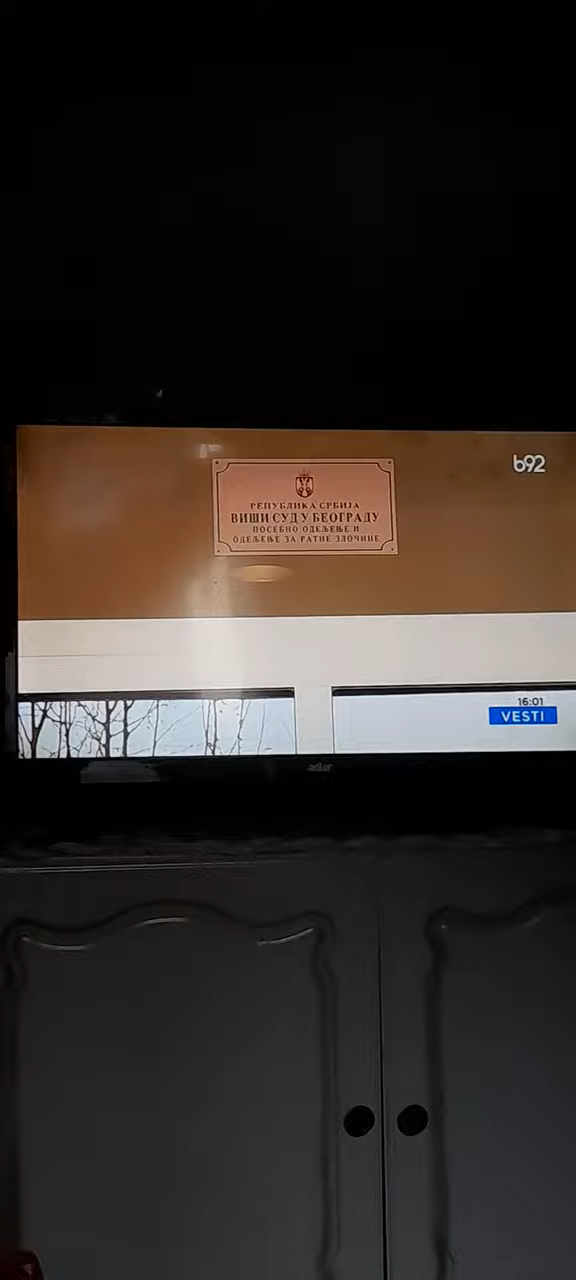 b92
РЕПУБЛИКА СРБИЈА
ВИШИ СУД У БЕОГРАДУ
ПОСЕБНО ОДЕЉЕЊЕ И
ОДЕЉЕЊЕ ЗА РАТНЕ ЗЛОЧИНЕ
16:01
VESTI